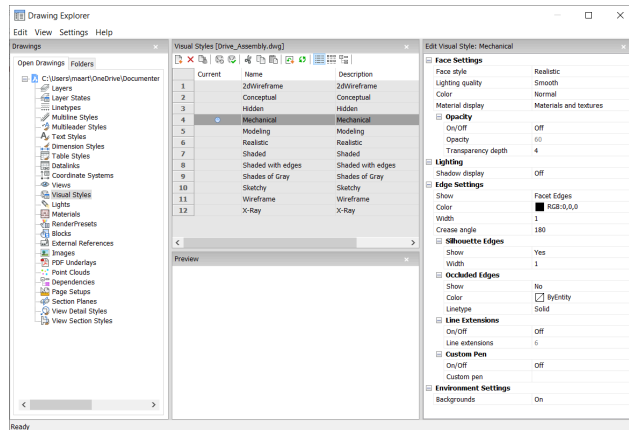 Drawing Explorer
Edit View Settings Help
Drawings
Open Drawings Folders
C:\Users\maart\OneDrive\Documenter
Layers
Layer States
Linetypes
Multiline Styles
Multileader Styles
Text Styles
Dimension Styles
Table Styles
Datalinks
Coordinate Systems
Views
Visual Styles
Lights
Materials
RenderPresets
Blocks
External References
Images
PDF Underlays
Point Clouds
Dependencies
Page Setups
Section Planes
View Detail Styles
View Section Styles
Visual Styles [Drive_Assembly.dwg]
Current Name Description
1 2dWireframe 2dWireframe
2 Conceptual Conceptual
3 Hidden Hidden
4 Mechanical Mechanical
5 Modeling Modeling
6 Realistic Realistic
7 Shaded Shaded
8 Shaded with edges Shaded with edges
9 Shades of Gray Shades of Gray
10 Sketchy Sketchy
11 Wireframe Wireframe
12 X-Ray X-Ray
Preview
Edit Visual Style: Mechanical
Face Settings
Face style Realistic
Lighting quality Smooth
Color Normal
Material display Materials and textures
Opacity
On/Off Off
Opacity 60
Transparency depth 4
Lighting
Shadow display Off
Edge Settings
Show Facet Edges
Color RGB:0,0,0
Width 1
Crease angle 180
Silhouette Edges
Show Yes
Width 1
Occluded Edges
Show No
Color ByEntity
Linetype Solid
Line Extensions
On/Off Off
Line extensions 6
Custom Pen
On/Off Off
Custom pen
Environment Settings
Backgrounds On
Ready